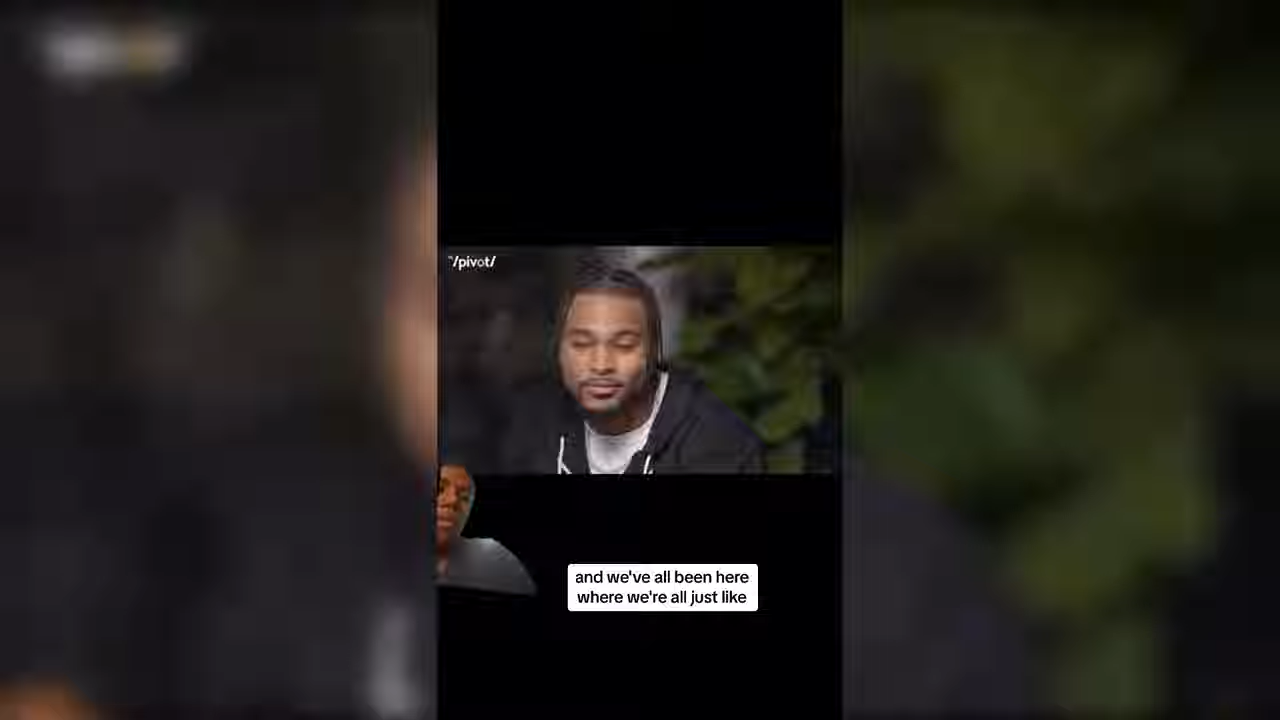 "/pivot/
and we've all been here
where we're all just like